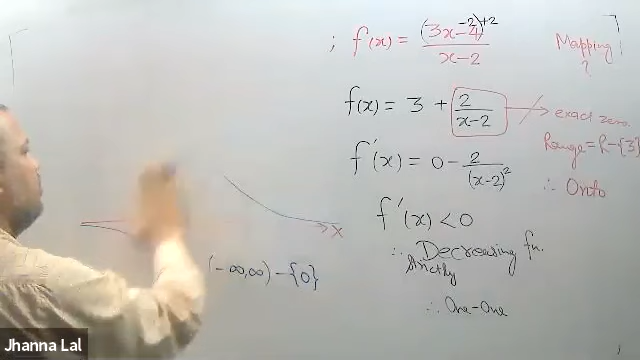 ; f(x) = (3x-4-2)+2 / x-2
Mapping
?
f(x) = 3 + 2 / x-2 → exact zero
Range = R-{3}
f'(x) = 0 - 2 / (x-2)²
∴ Onto
f'(x) < 0
x
∴ Decreasing fn.
Strictly
(-∞,∞) - {0}
∴ One-One
Jhanna Lal